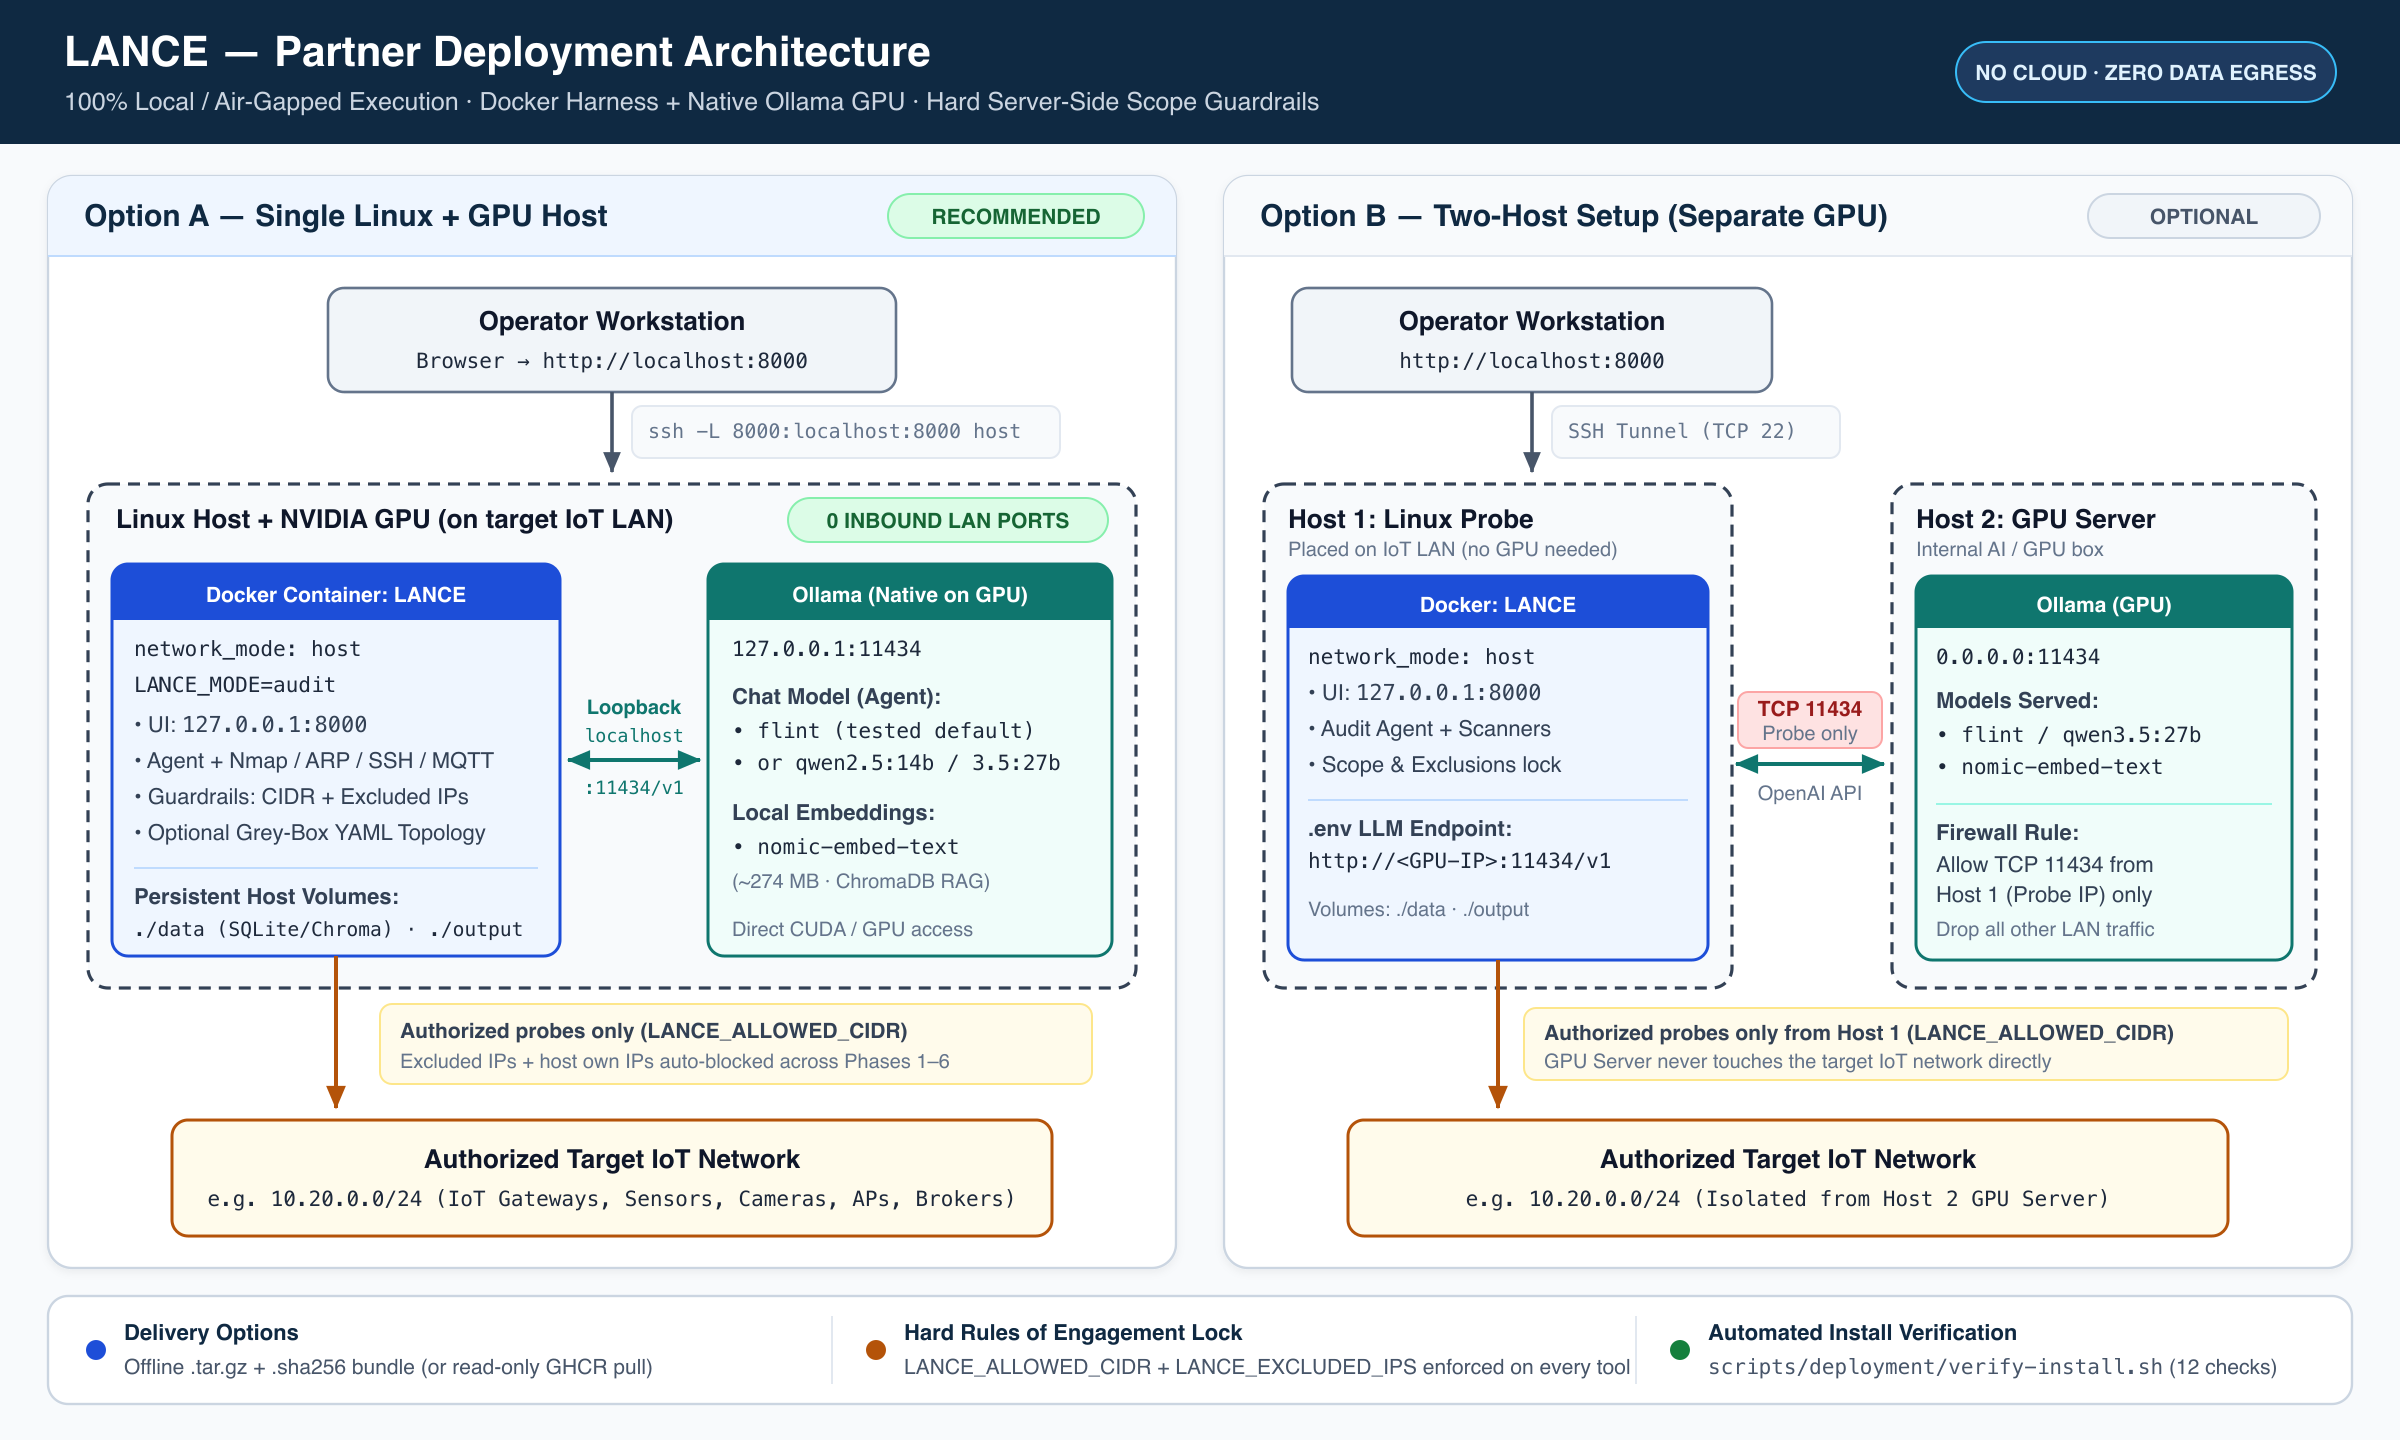 LANCE — Partner Deployment Architecture
100% Local / Air-Gapped Execution · Docker Harness + Native Ollama GPU · Hard Server-Side Scope Guardrails
NO CLOUD · ZERO DATA EGRESS
Option A — Single Linux + GPU Host
RECOMMENDED
Operator Workstation
Browser → http://localhost:8000
ssh -L 8000:localhost:8000 host
Linux Host + NVIDIA GPU (on target IoT LAN)
0 INBOUND LAN PORTS
Docker Container: LANCE
network_mode: host
LANCE_MODE=audit
• UI: 127.0.0.1:8000
• Agent + Nmap / ARP / SSH / MQTT
• Guardrails: CIDR + Excluded IPs
• Optional Grey-Box YAML Topology
Persistent Host Volumes:
./data (SQLite/Chroma) · ./output
Loopback
localhost
:11434/v1
Ollama (Native on GPU)
127.0.0.1:11434
Chat Model (Agent):
• flint (tested default)
• or qwen2.5:14b / 3.5:27b
Local Embeddings:
• nomic-embed-text
(~274 MB · ChromaDB RAG)
Direct CUDA / GPU access
Authorized probes only (LANCE_ALLOWED_CIDR)
Excluded IPs + host own IPs auto-blocked across Phases 1–6
Authorized Target IoT Network
e.g. 10.20.0.0/24 (IoT Gateways, Sensors, Cameras, APs, Brokers)
Option B — Two-Host Setup (Separate GPU)
OPTIONAL
Operator Workstation
http://localhost:8000
SSH Tunnel (TCP 22)
Host 1: Linux Probe
Placed on IoT LAN (no GPU needed)
Docker: LANCE
network_mode: host
• UI: 127.0.0.1:8000
• Audit Agent + Scanners
• Scope & Exclusions lock
.env LLM Endpoint:
http://<GPU-IP>:11434/v1
Volumes: ./data · ./output
TCP 11434
Probe only
OpenAI API
Host 2: GPU Server
Internal AI / GPU box
Ollama (GPU)
0.0.0.0:11434
Models Served:
• flint / qwen3.5:27b
• nomic-embed-text
Firewall Rule:
Allow TCP 11434 from
Host 1 (Probe IP) only
Drop all other LAN traffic
Authorized probes only from Host 1 (LANCE_ALLOWED_CIDR)
GPU Server never touches the target IoT network directly
Authorized Target IoT Network
e.g. 10.20.0.0/24 (Isolated from Host 2 GPU Server)
Delivery Options
Offline .tar.gz + .sha256 bundle (or read-only GHCR pull)
Hard Rules of Engagement Lock
LANCE_ALLOWED_CIDR + LANCE_EXCLUDED_IPS enforced on every tool
Automated Install Verification
scripts/deployment/verify-install.sh (12 checks)